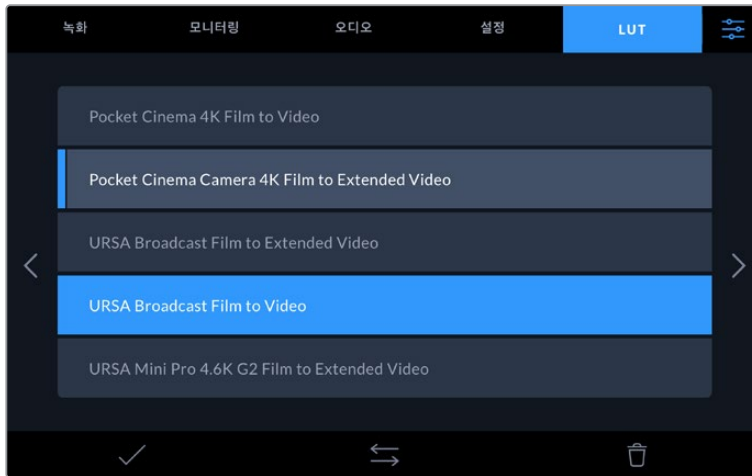 녹화 모니터링 오디오 설정 LUT
Pocket Cinema 4K Film to Video
Pocket Cinema Camera 4K Film to Extended Video
URSA Broadcast Film to Extended Video
URSA Broadcast Film to Video
URSA Mini Pro 4.6K G2 Film to Extended Video